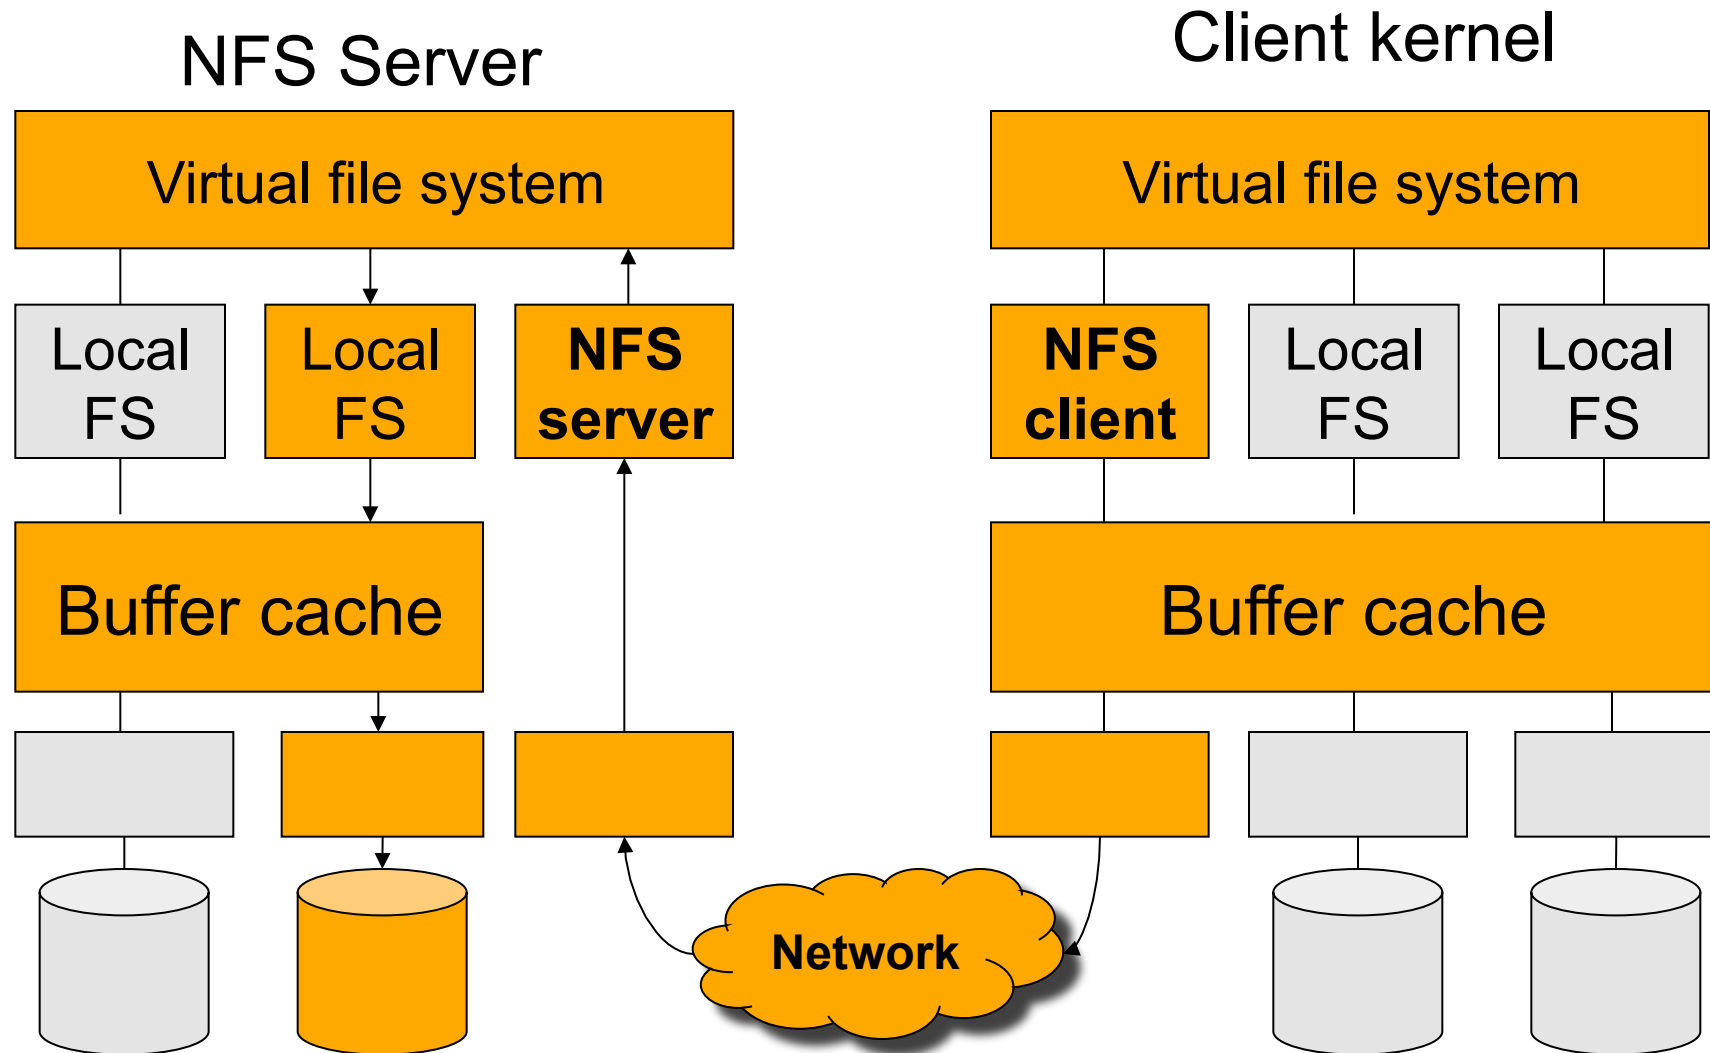 NFS Server
Client kernel
Virtual file system
Virtual file system
Local
FS
Local
FS
NFS
server
NFS
client
Local
FS
Local
FS
Buffer cache
Buffer cache
Network